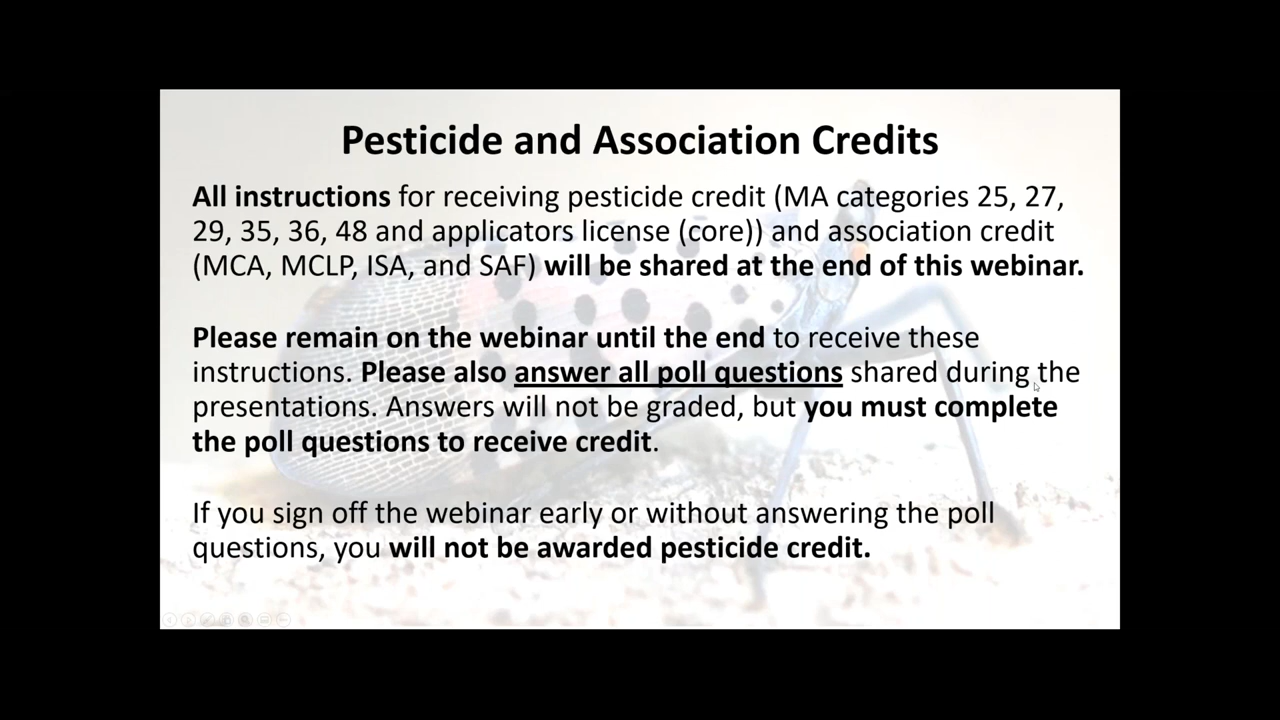 Pesticide and Association Credits
All instructions for receiving pesticide credit (MA categories 25, 27,
29, 35, 36, 48 and applicators license (core)) and association credit
(MCA, MCLP, ISA, and SAF) will be shared at the end of this webinar.
Please remain on the webinar until the end to receive these
instructions. Please also answer all poll questions shared during the
presentations. Answers will not be graded, but you must complete
the poll questions to receive credit.
If you sign off the webinar early or without answering the poll
questions, you will not be awarded pesticide credit.